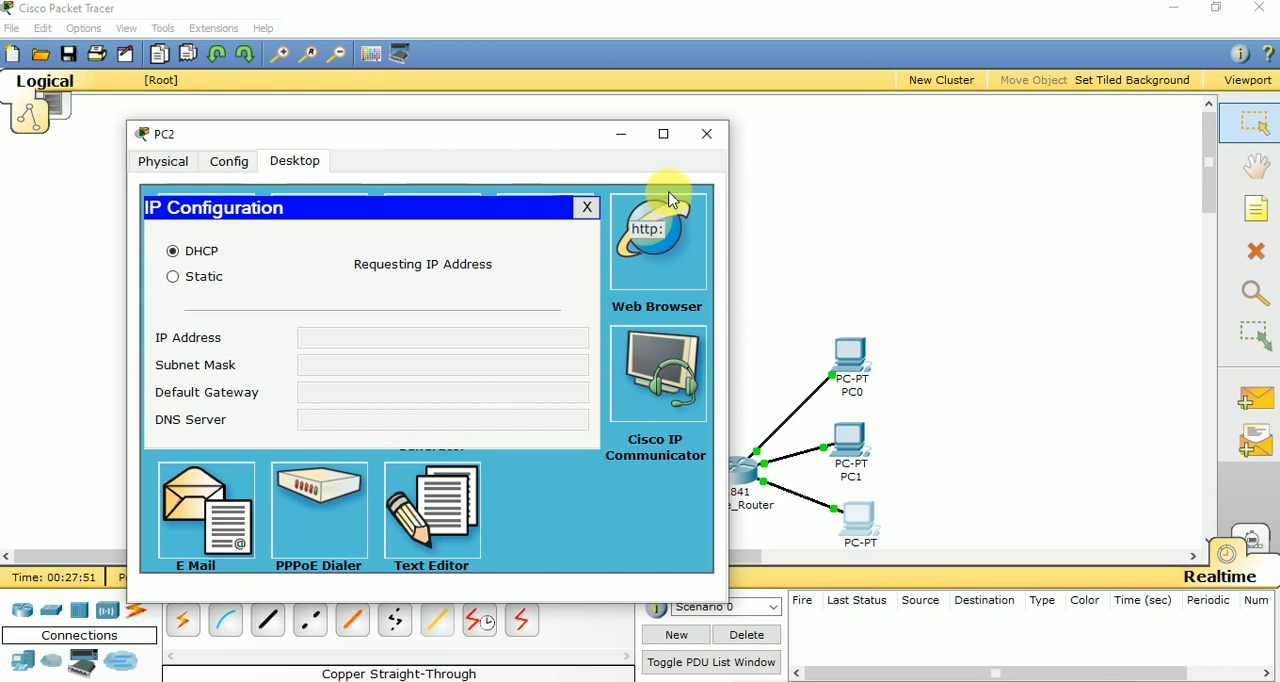 Cisco Packet Tracer
File Edit Options View Tools Extensions Help
Logical [Root] New Cluster Move Object Set Tiled Background Viewport
PC2
Physical Config Desktop
IP Configuration X
http:
DHCP
Static
Requesting IP Address
Web Browser
IP Address
Subnet Mask
Default Gateway
DNS Server
Cisco IP
Communicator
E Mail PPPoE Dialer Text Editor
PC-PT
PC0
PC-PT
PC1
841
e_Router
PC-PT
Time: 00:27:51
Realtime
Connections
Copper Straight-Through
Scenario 0
New Delete
Toggle PDU List Window
Fire Last Status Source Destination Type Color Time (sec) Periodic Num